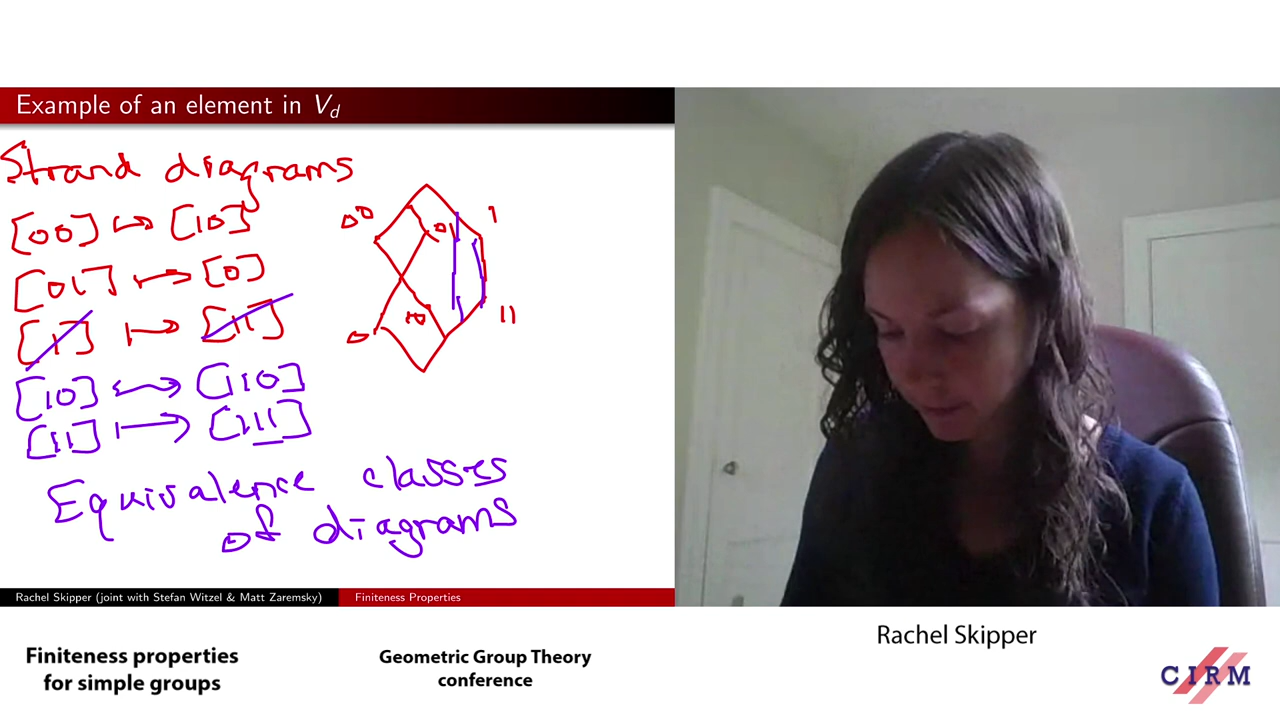 Example of an element in V_d
Strand diagrams
[00] ↦ [10]
[01] ↦ [0]
[1] ↦ [11]
[10] ↦ [110]
[11] ↦ [111]
Equivalence classes
of diagrams
00
01
1
0
10
11
Rachel Skipper (joint with Stefan Witzel & Matt Zaremsky)
Finiteness Properties
Finiteness properties
for simple groups
Geometric Group Theory
conference
Rachel Skipper
CIRM